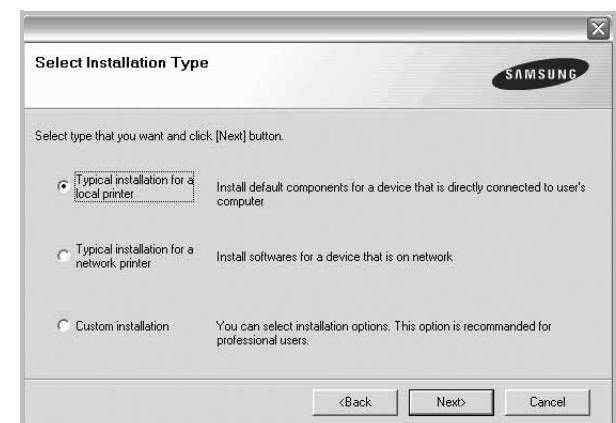 Select Installation Type
SAMSUNG
Select type that you want and click [Next] button.
Typical installation for a
local printer
Install default components for a device that is directly connected to user's
computer
Typical installation for a
network printer
Install softwares for a device that is on network
Custom installation
You can select installation options. This option is recommanded for
professional users.
<Back
Next>
Cancel